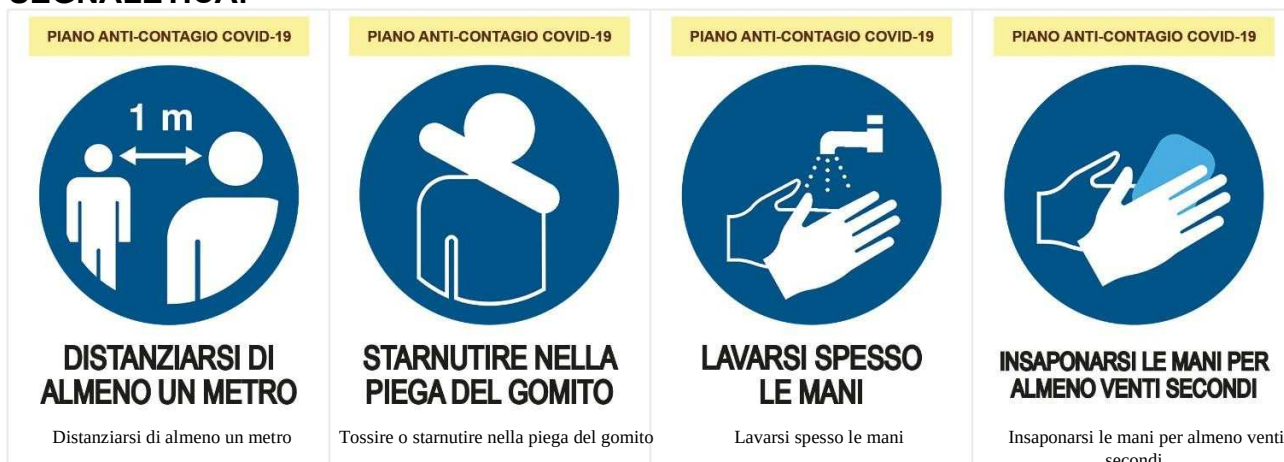 SEGNALETICA:
PIANO ANTI-CONTAGIO COVID-19
1 m
DISTANZIARSI DI
ALMENO UN METRO
Distanziarsi di almeno un metro
PIANO ANTI-CONTAGIO COVID-19
STARNUTIRE NELLA
PIEGA DEL GOMITO
Tossire o starnutire nella piega del gomito
PIANO ANTI-CONTAGIO COVID-19
LAVARSI SPESSO
LE MANI
Lavarsi spesso le mani
PIANO ANTI-CONTAGIO COVID-19
INSAPONARSI LE MANI PER
ALMENO VENTI SECONDI
Insaponarsi le mani per almeno venti
secondi